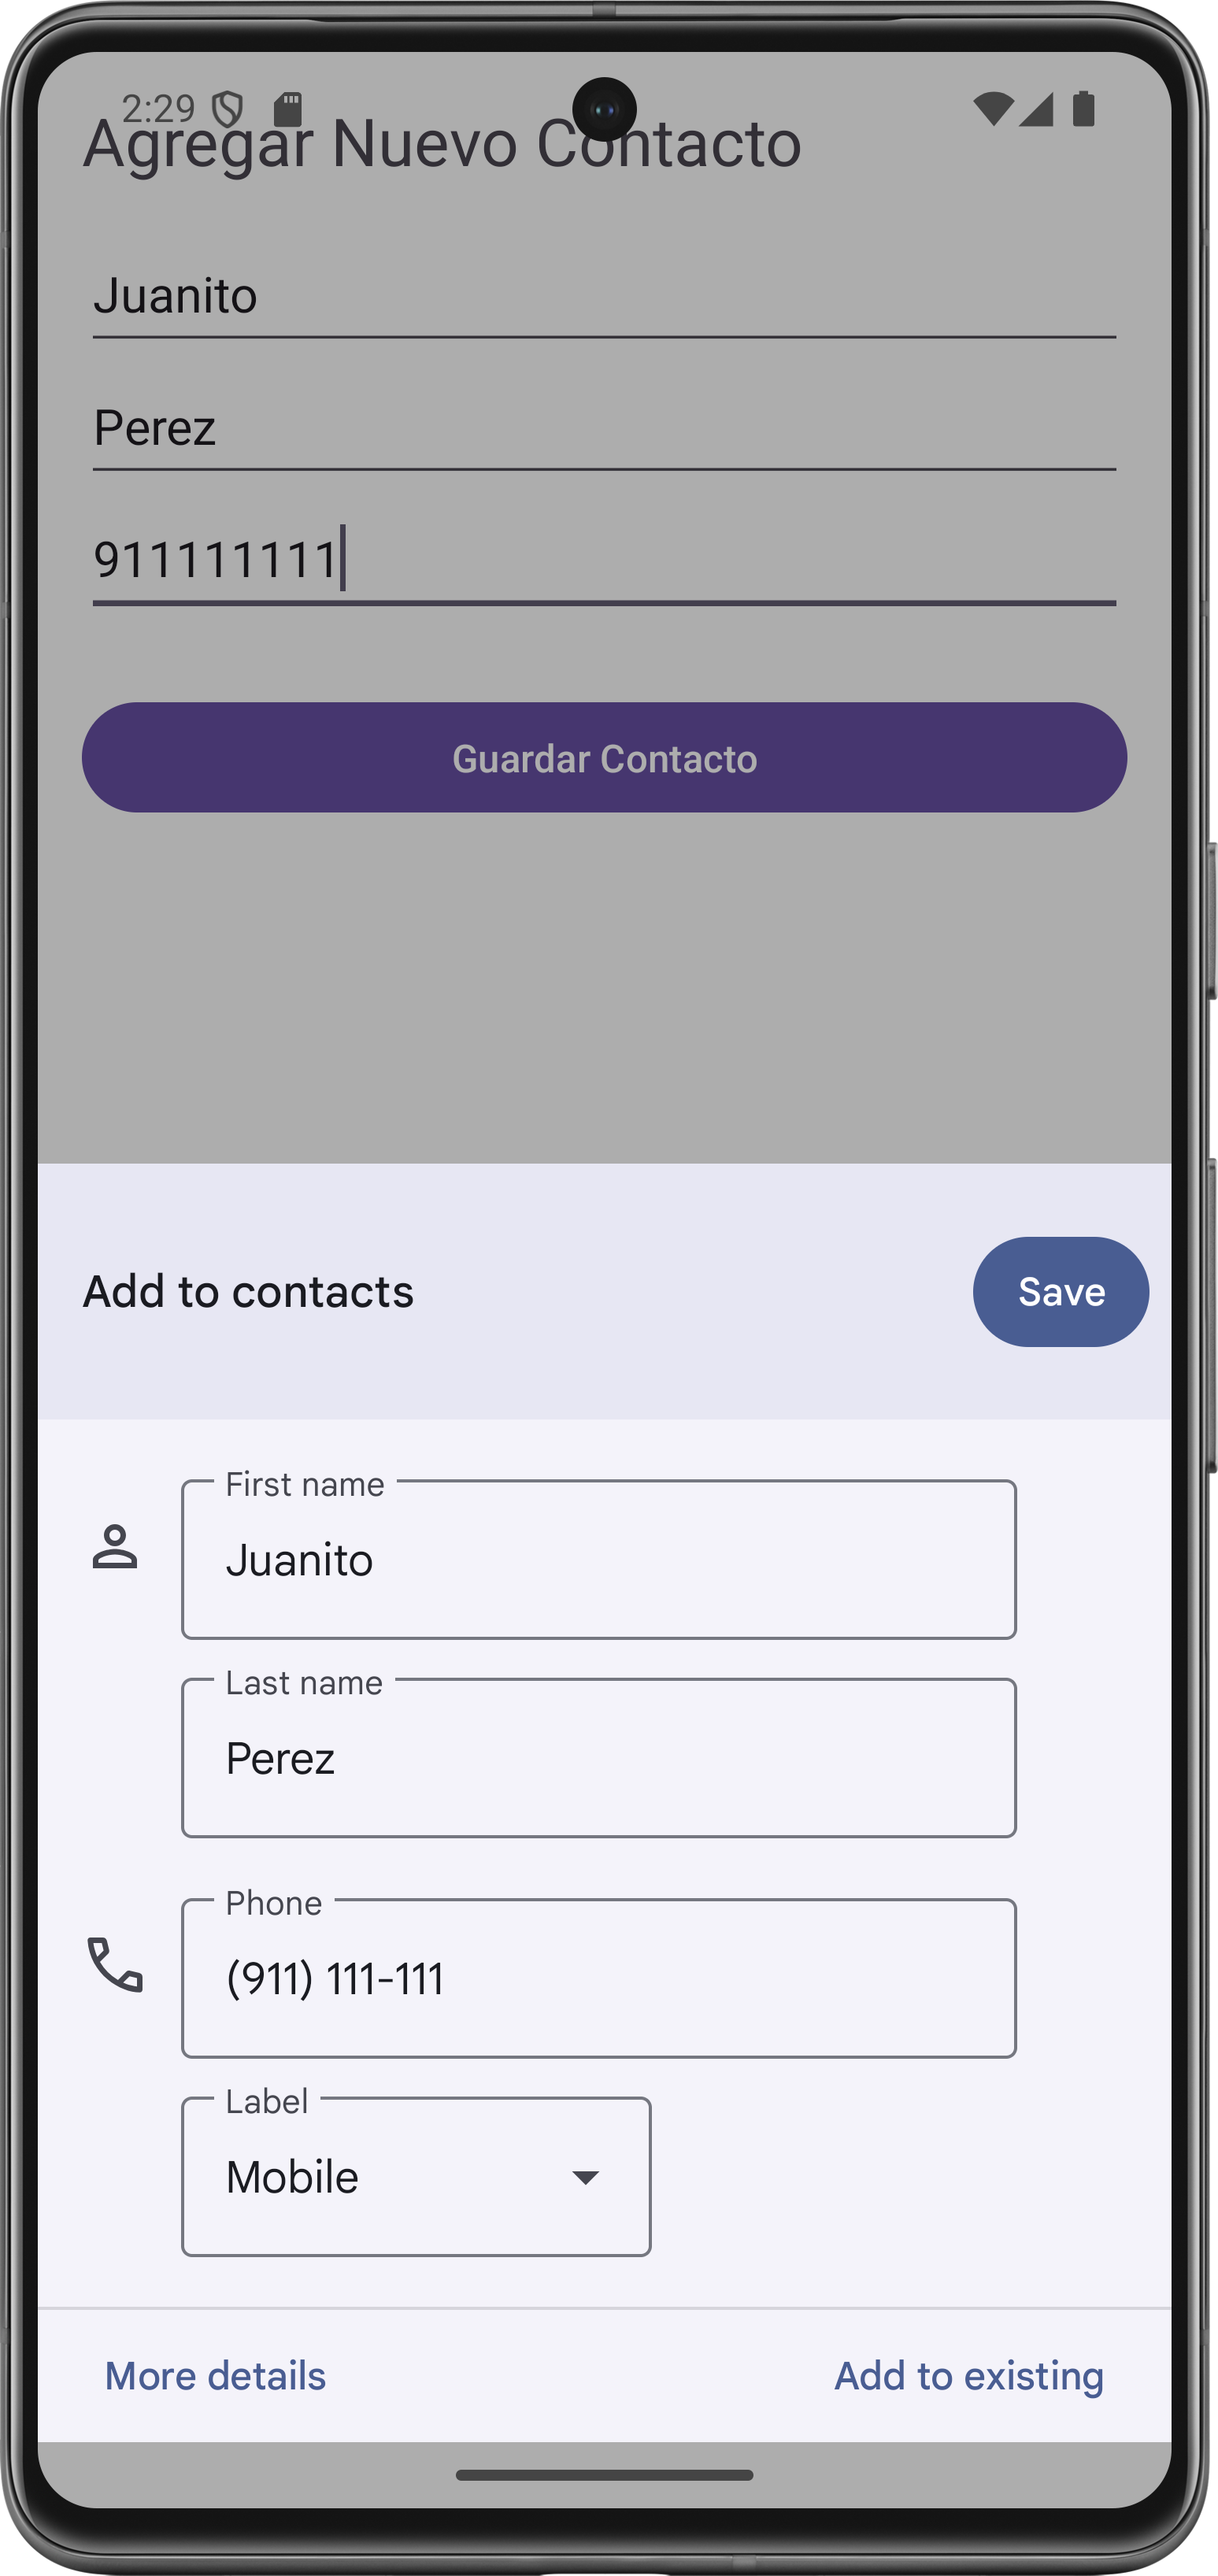 2:29
Agregar Nuevo Contacto
Juanito
Perez
911111111
Guardar Contacto
Add to contacts
Save
First name
Juanito
Last name
Perez
Phone
(911) 111-111
Label
Mobile
More details
Add to existing